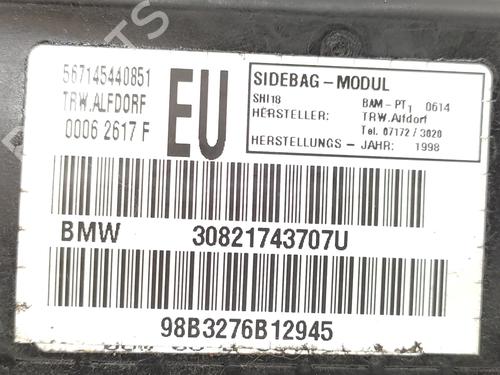 567145440851
TRW.ALFDORF
0006 2617 F
EU
SIDEBAG-MODUL
SHI18 BAM-PT1 0614
HERSTELLER: TRW.Alfdorf
Tel. 07172/3020
HERSTELLUNGS-JAHR: 1998
BMW 30821743707U
98B3276B12945